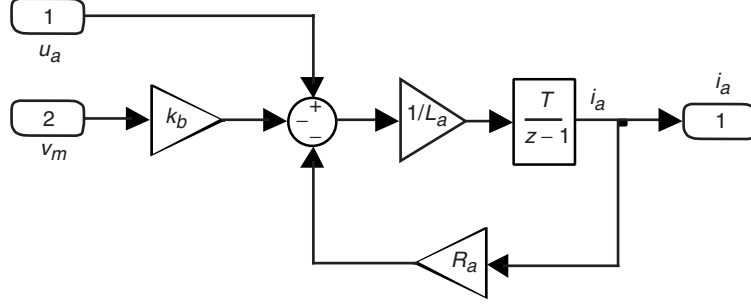 1
u_a
2
v_m
k_b
+
−
−
1/L_a
T
z − 1
i_a
i_a
1
R_a